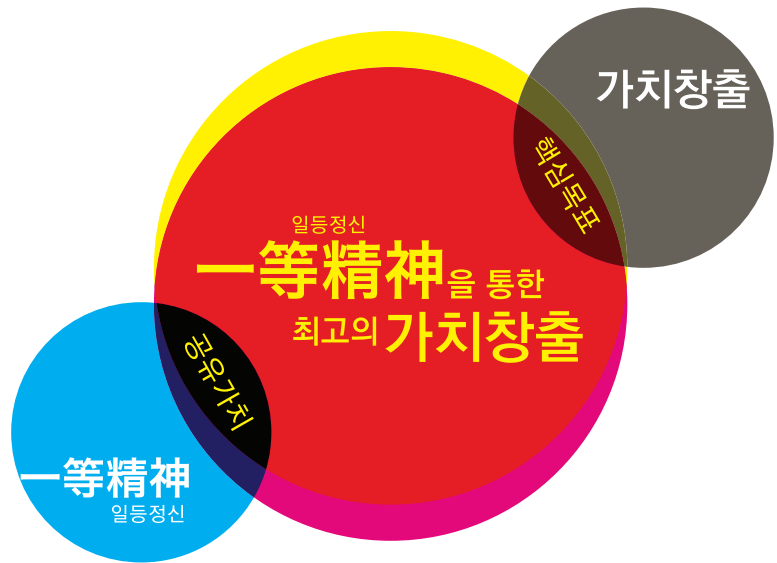 가치창출
핵심목표
일등정신
一等精神을 통한
최고의 가치창출
공유가치
一等精神
일등정신